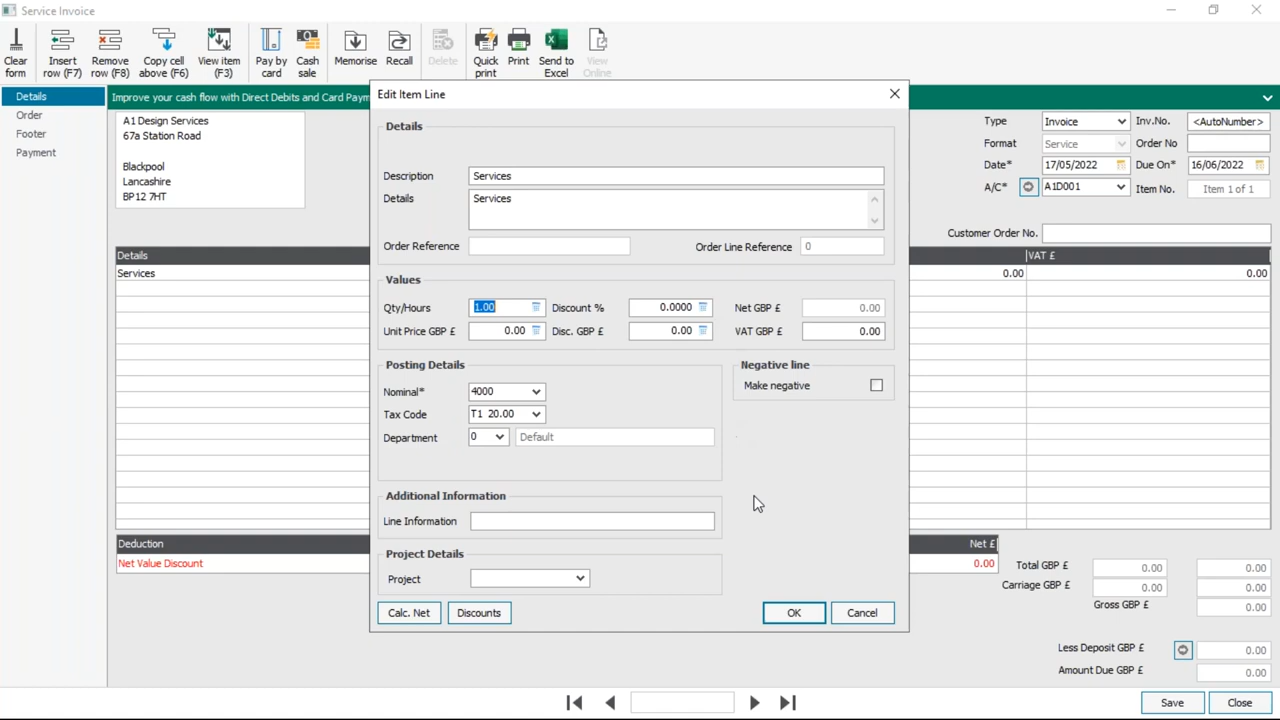 Service Invoice
Clear form
Insert row (F7)
Remove row (F8)
Copy cell above (F6)
View item (F3)
Pay by card
Cash sale
Memorise
Recall
Delete
Quick print
Print
Send to Excel
View Online
Details
Order
Footer
Payment
Improve your cash flow with Direct Debits and Card Paym
A1 Design Services
67a Station Road
Blackpool
Lancashire
BP12 7HT
Type Invoice Inv.No. <AutoNumber>
Format Service Order No
Date* 17/05/2022 Due On* 16/06/2022
A/C* A1D001 Item No. Item 1 of 1
Customer Order No.
Details VAT £
Services 0.00 0.00
Edit Item Line
Details
Description Services
Details Services
Order Reference Order Line Reference 0
Values
Qty/Hours 1.00 Discount % 0.0000 Net GBP £ 0.00
Unit Price GBP £ 0.00 Disc. GBP £ 0.00 VAT GBP £ 0.00
Posting Details
Nominal* 4000
Tax Code T1 20.00
Department 0 Default
Negative line
Make negative
Additional Information
Line Information
Project Details
Project
Calc. Net Discounts OK Cancel
Deduction Net £
Net Value Discount 0.00
Total GBP £ 0.00 0.00
Carriage GBP £ 0.00 0.00
Gross GBP £ 0.00
Less Deposit GBP £ 0.00
Amount Due GBP £ 0.00
Save Close